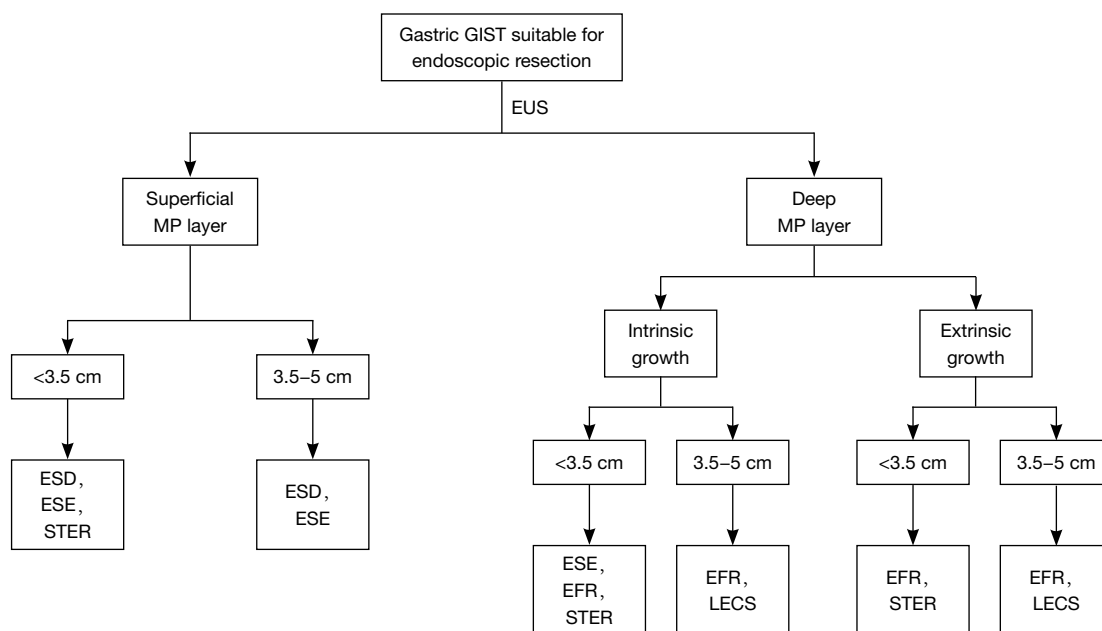 Gastric GIST suitable for
endoscopic resection
EUS
Superficial
MP layer
Deep
MP layer
Intrinsic
growth
Extrinsic
growth
<3.5 cm
3.5–5 cm
<3.5 cm
3.5–5 cm
<3.5 cm
3.5–5 cm
ESD,
ESE,
STER
ESD,
ESE
ESE,
EFR,
STER
EFR,
LECS
EFR,
STER
EFR,
LECS